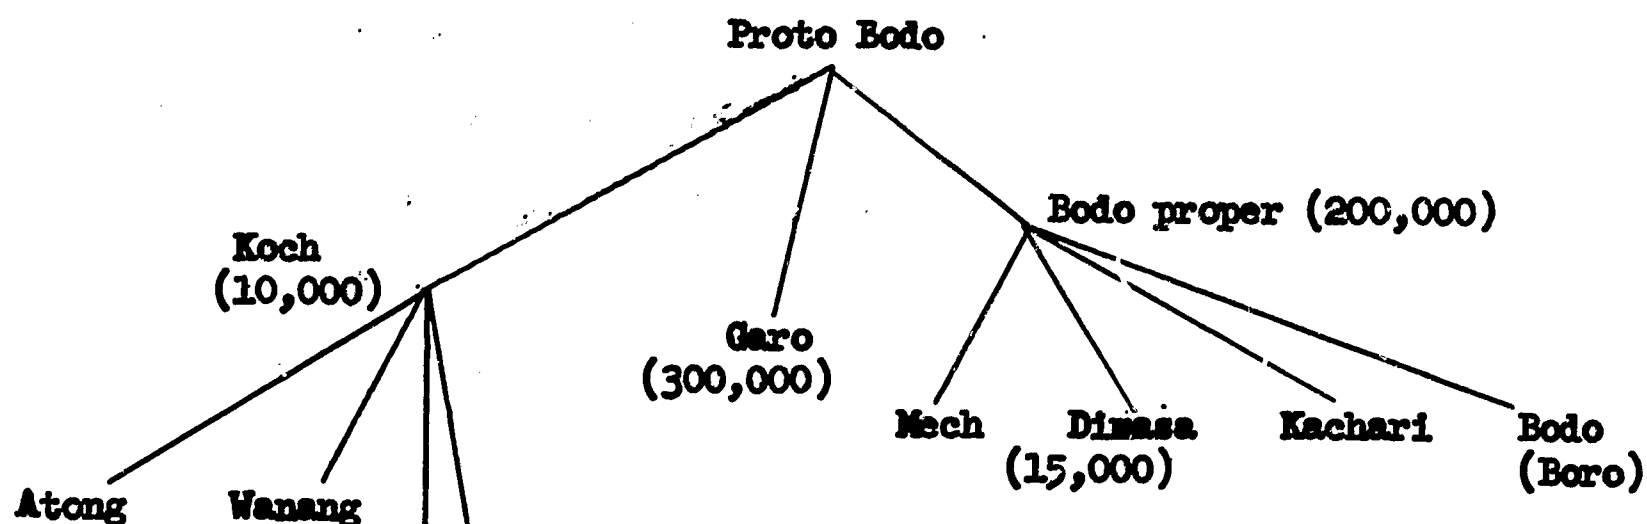 Proto Bodo
Bodo proper (200,000)
Koch
(10,000)
Garo
(300,000)
Mech
Dimasa
(15,000)
Kachari
Bodo
(Boro)
Atong
Wanang